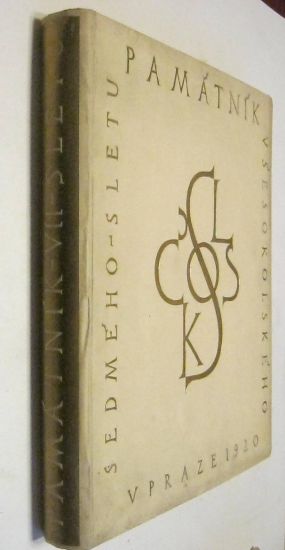 PAMÁTNÍK
SEDMÉHO-SLETU
VŠESOKOLSKÉHO
V PRAZE 1920
PAMÁTNÍK-VII-SLETU